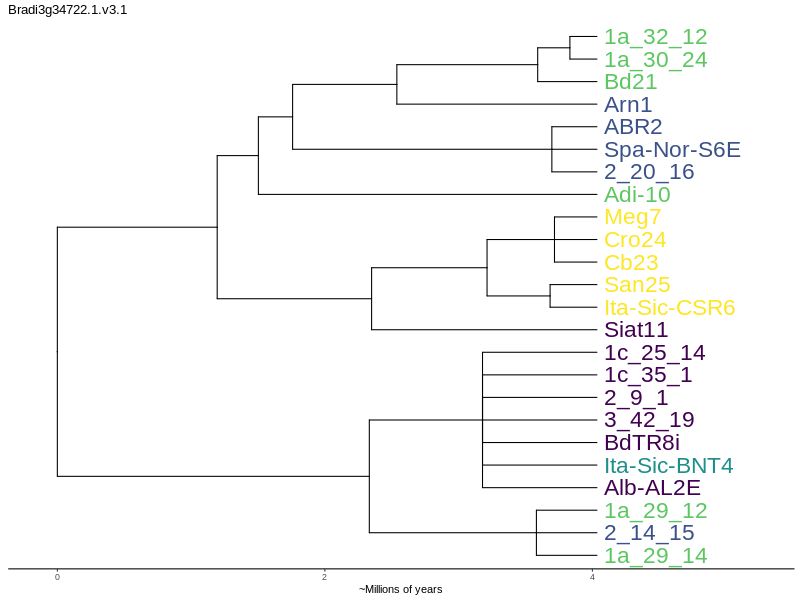 Bradi3g34722.1.v3.1
1a_32_12
1a_30_24
Bd21
Arn1
ABR2
Spa-Nor-S6E
2_20_16
Adi-10
Meg7
Cro24
Cb23
San25
Ita-Sic-CSR6
Siat11
1c_25_14
1c_35_1
2_9_1
3_42_19
BdTR8i
Ita-Sic-BNT4
Alb-AL2E
1a_29_12
2_14_15
1a_29_14
0 2 4
~Millions of years